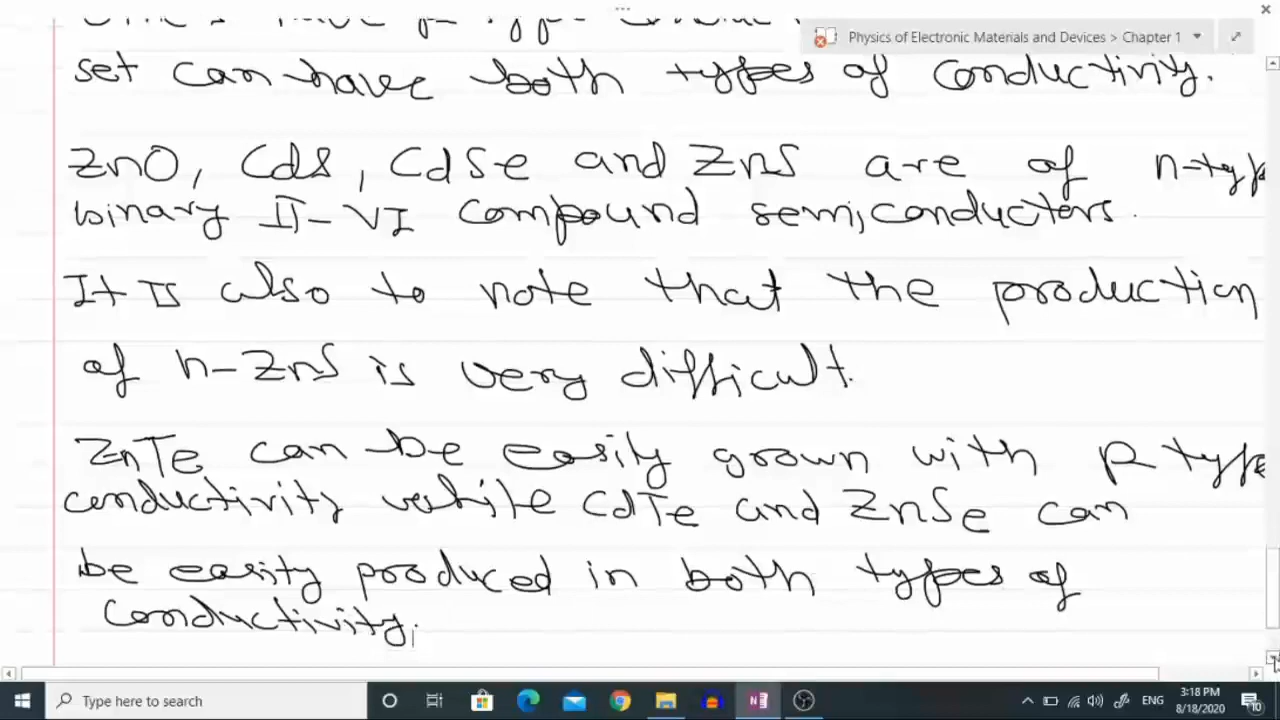 have p type
Physics of Electronic Materials and Devices > Chapter 1
set can have both types of conductivity.
ZnO, CdS, CdSe and ZnS are of n-typ
binary II-VI compound semiconductors.
It is also to note that the production
of n-ZnS is very difficult.
ZnTe can be easily grown with p type
conductivity while CdTe and ZnSe can
be easily produced in both types of
conductivity.
Type here to search
ENG
3:18 PM
8/18/2020
10